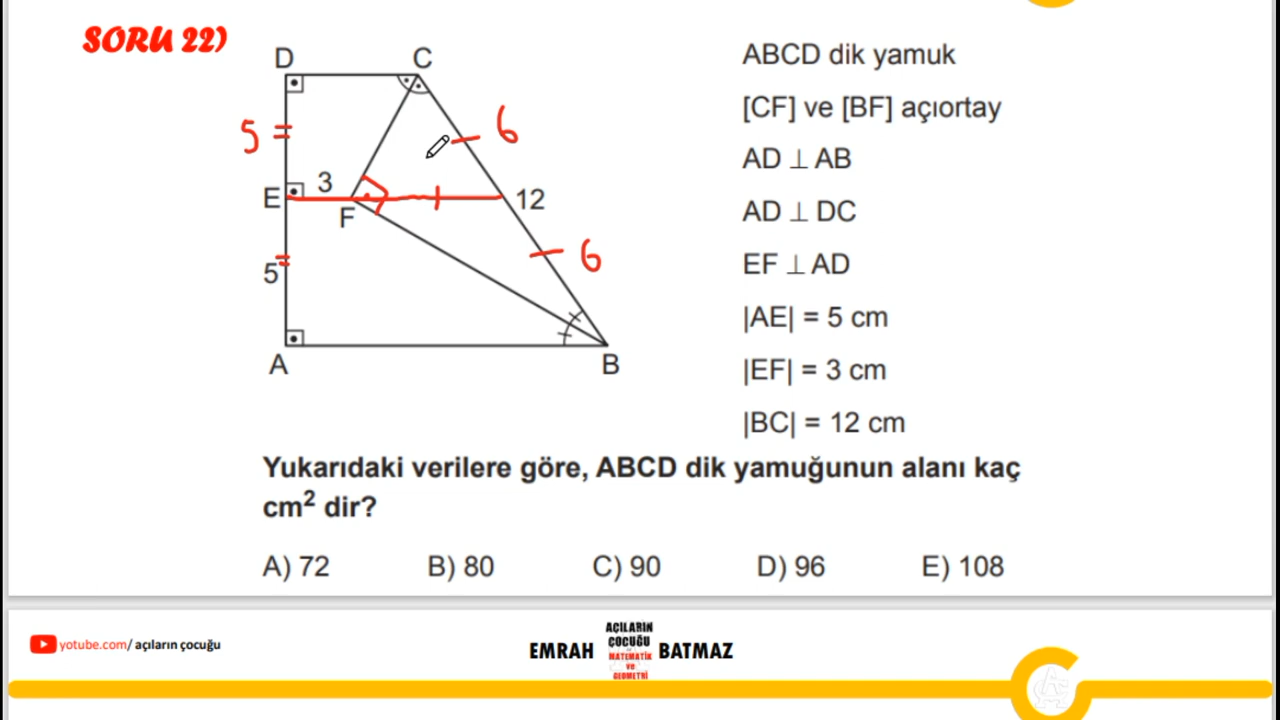 SORU 22)
D
C
5
6
ABCD dik yamuk
[CF] ve [BF] açıortay
AD ⊥ AB
AD ⊥ DC
EF ⊥ AD
|AE| = 5 cm
|EF| = 3 cm
|BC| = 12 cm
E
3
F
12
5
6
A
B
Yukarıdaki verilere göre, ABCD dik yamuğunun alanı kaç
cm² dir?
A) 72 B) 80 C) 90 D) 96 E) 108
yotube.com/ açıların çocuğu
EMRAH
AÇILARIN
ÇOCUĞU
MATEMATİK
ve
GEOMETRİ
BATMAZ